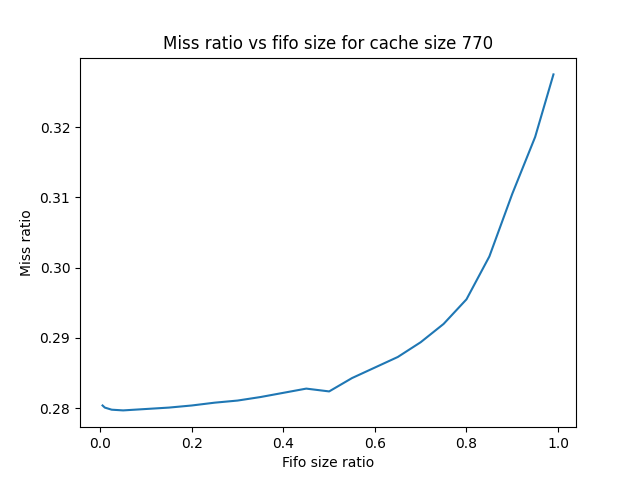 Miss ratio vs fifo size for cache size 770
Miss ratio
0.32
0.31
0.30
0.29
0.28
0.0 0.2 0.4 0.6 0.8 1.0
Fifo size ratio